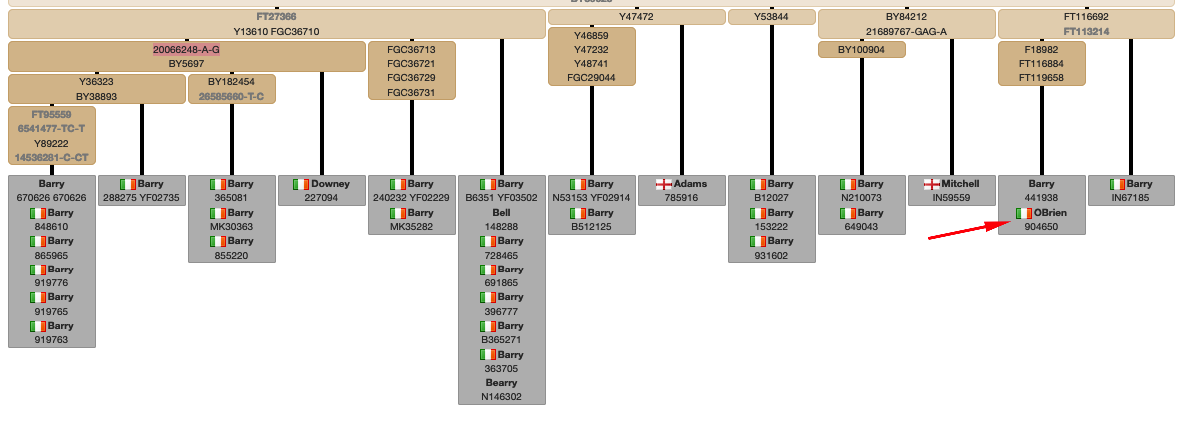 FT27366
Y13610 FGC36710
Y47472
Y53844
BY84212
21689767-GAG-A
FT116692
FT113214
20066248-A-G
BY5697
FGC36713
FGC36721
FGC36729
FGC36731
Y46859
Y47232
Y48741
FGC29044
BY100904
F18982
FT116884
FT119658
Y36323
BY38893
BY182454
26585660-T-C
FT95559
6541477-TC-T
Y89222
14536281-C-CT
Barry
670626 670626
Barry
848610
Barry
865965
Barry
919776
Barry
919765
Barry
919763
Barry
288275 YF02735
Barry
365081
Barry
MK30363
Barry
855220
Downey
227094
Barry
240232 YF02229
Barry
MK35282
Barry
B6351 YF03502
Bell
148288
Barry
728465
Barry
691865
Barry
396777
Barry
B365271
Barry
363705
Bearry
N146302
Barry
N53153 YF02914
Barry
B512125
Adams
785916
Barry
B12027
Barry
153222
Barry
931602
Barry
N210073
Barry
649043
Mitchell
IN59559
Barry
441938
OBrien
904650
Barry
IN67185